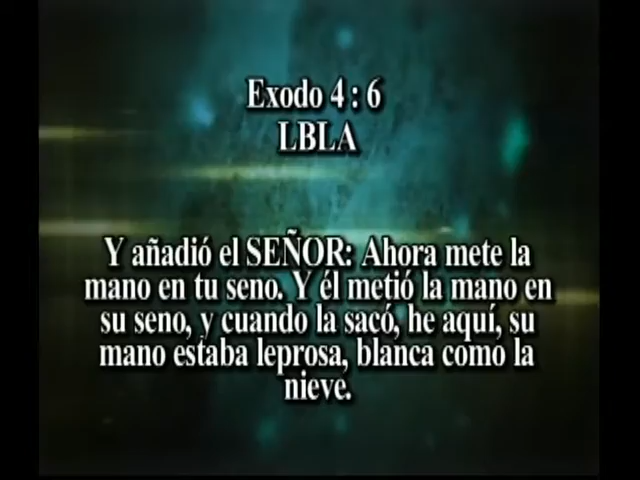 Exodo 4 : 6
LBLA
Y añadió el SEÑOR: Ahora mete la
mano en tu seno. Y él metió la mano en
su seno, y cuando la sacó, he aquí, su
mano estaba leprosa, blanca como la
nieve.